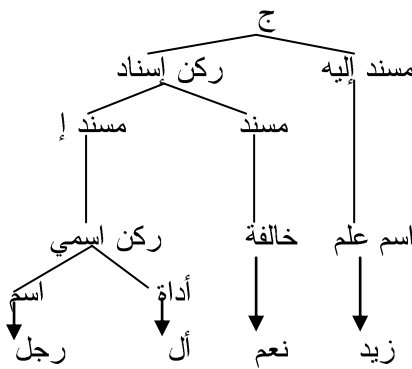 ج
مسند إليه ركن إسناد
مسند مسند إ
اسم علم خالفة ركن اسمي
أداة اسم
زيد نعم أل رجل